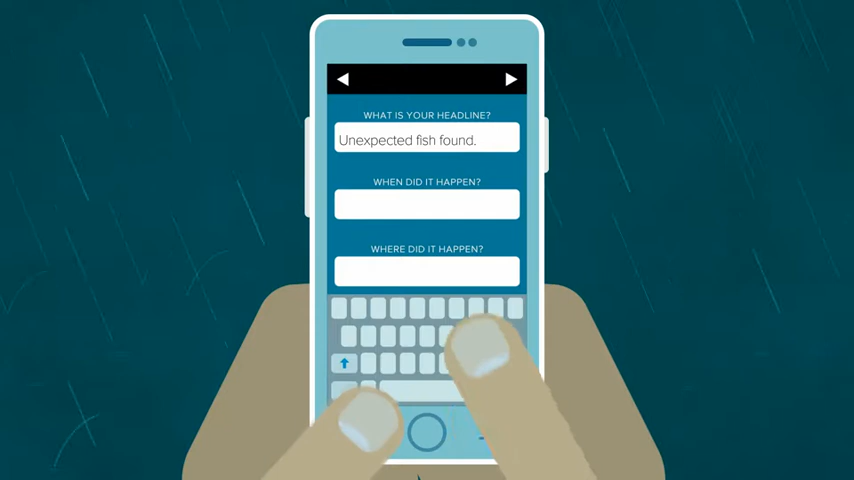 WHAT IS YOUR HEADLINE?
Unexpected fish found.
WHEN DID IT HAPPEN?
WHERE DID IT HAPPEN?